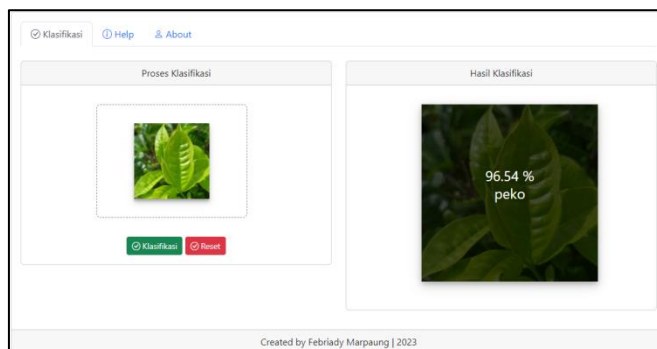 Klasifikasi Help About
Proses Klasifikasi
Klasifikasi Reset
Hasil Klasifikasi
96.54 %
peko
Created by Febriady Marpaung | 2023